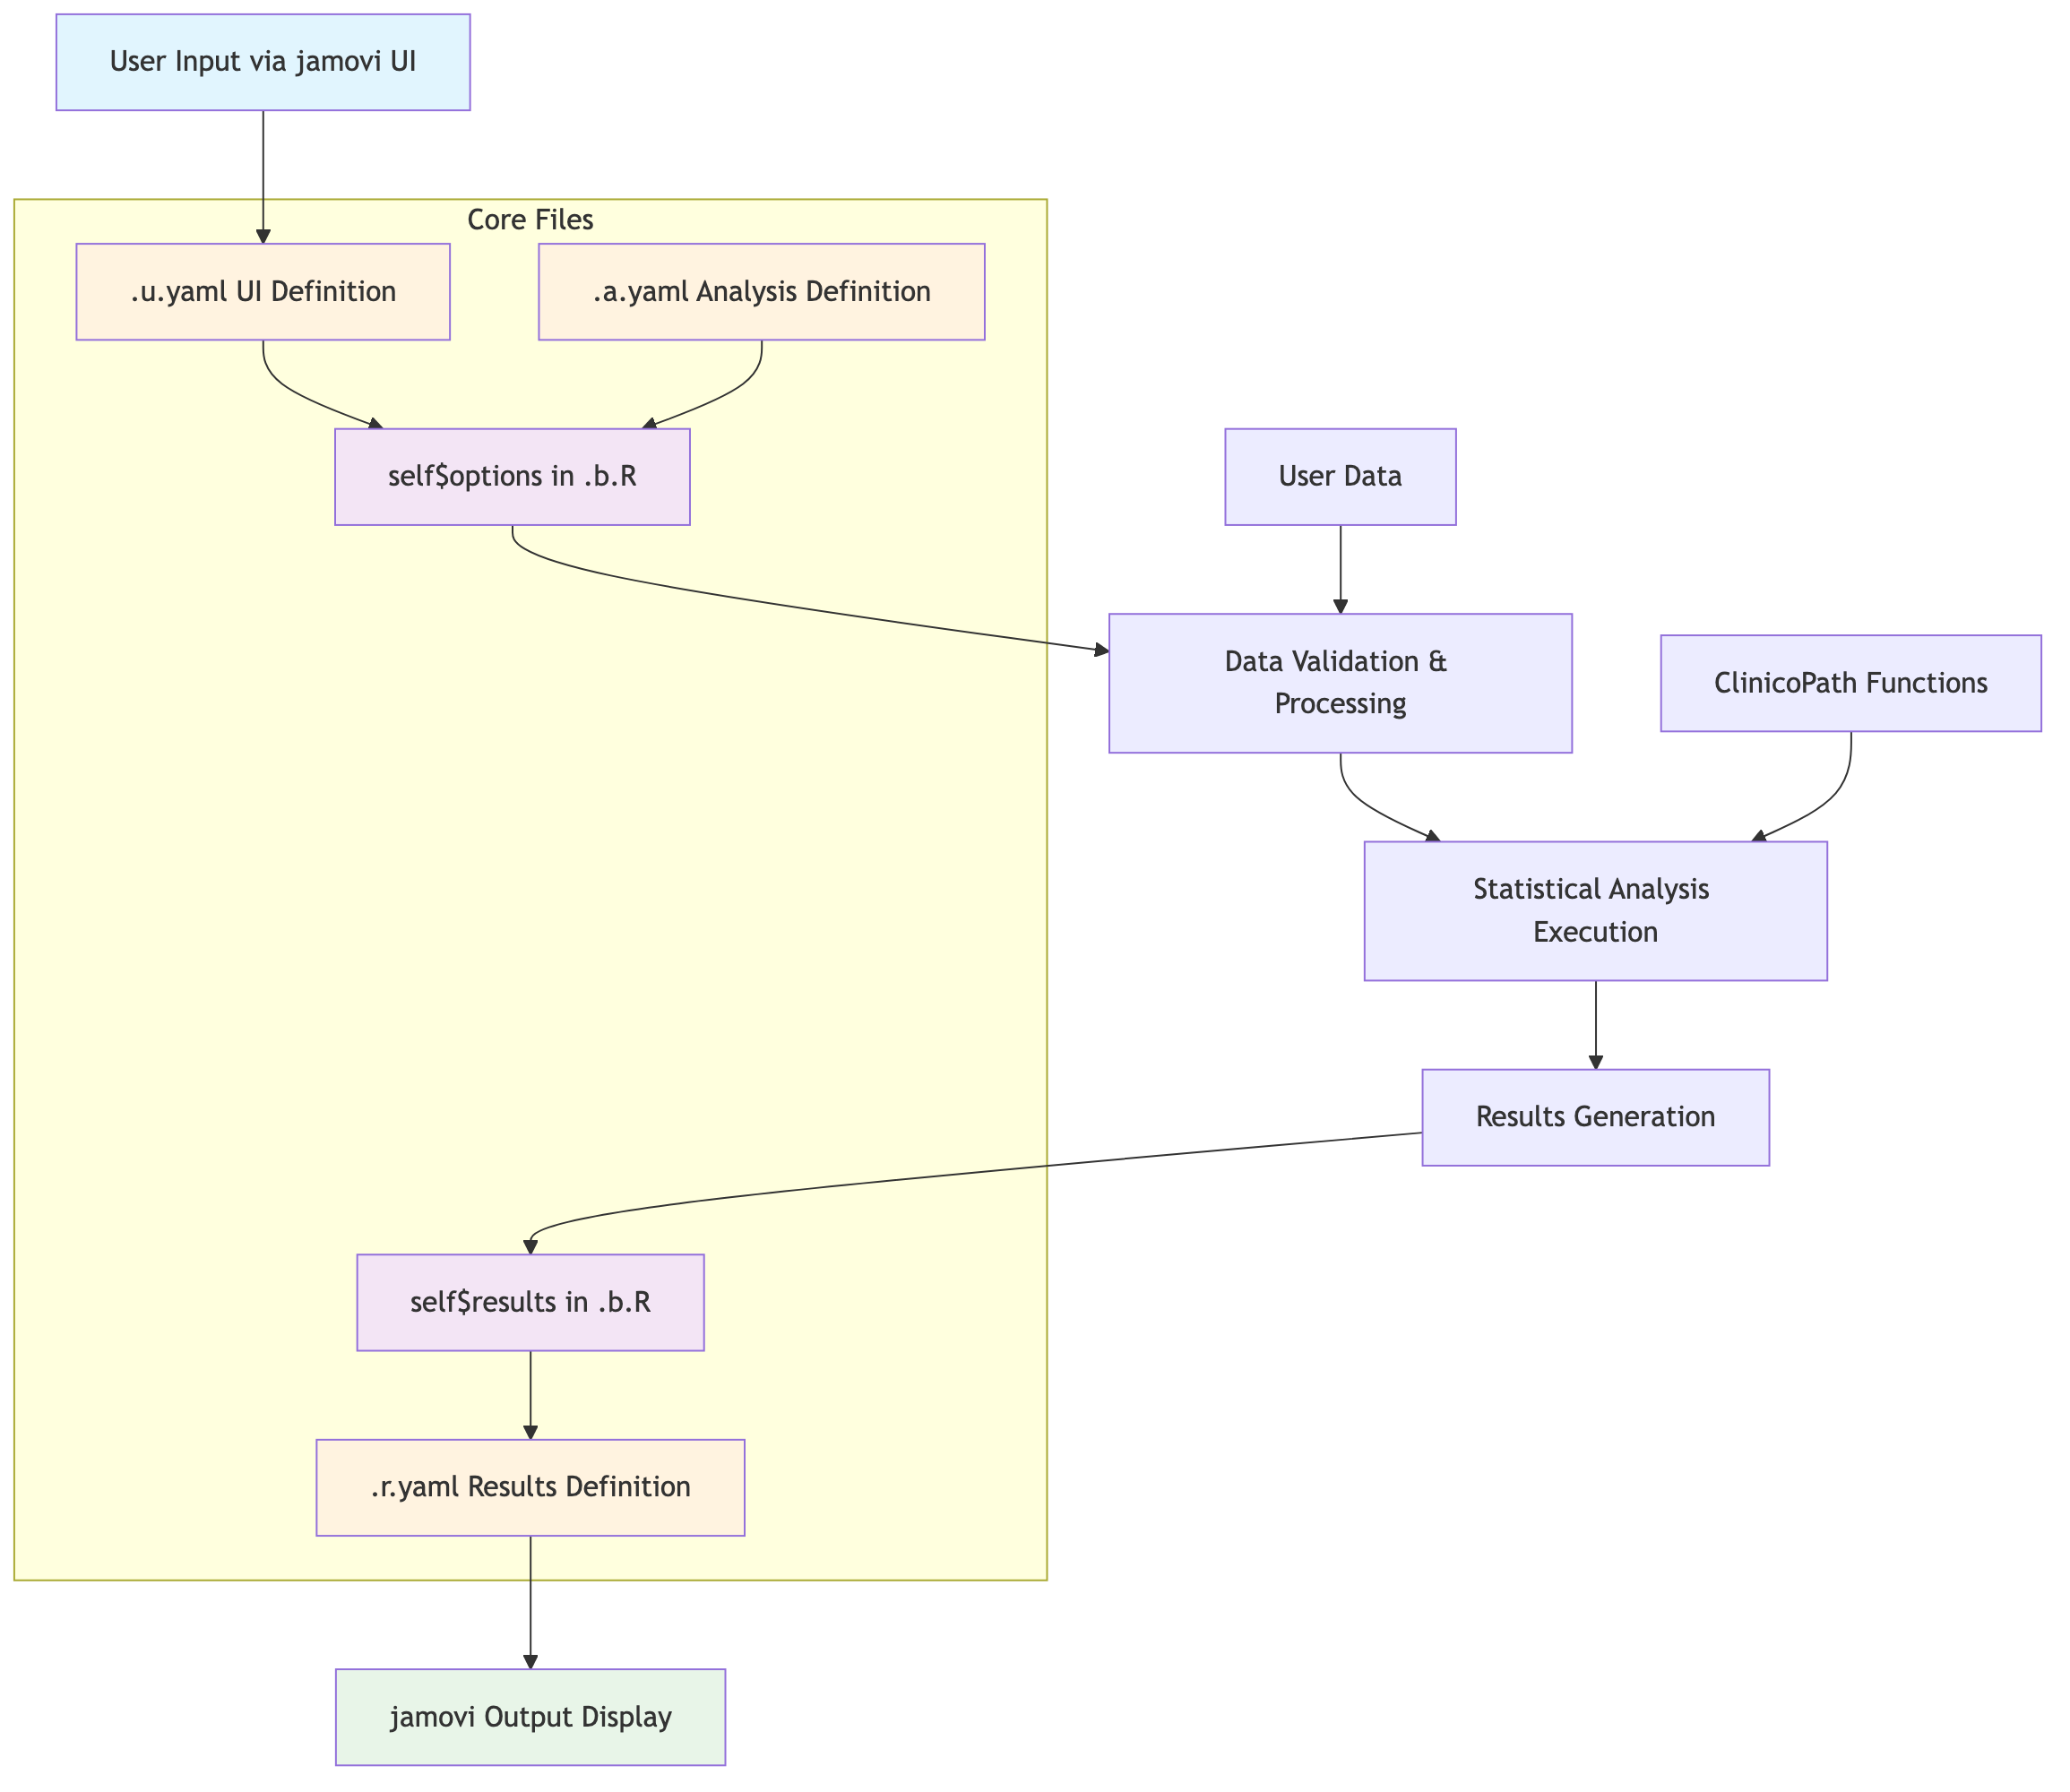 User Input via jamovi UI
Core Files
.u.yaml UI Definition
.a.yaml Analysis Definition
self$options in .b.R
User Data
Data Validation &
Processing
ClinicoPath Functions
Statistical Analysis
Execution
Results Generation
self$results in .b.R
.r.yaml Results Definition
jamovi Output Display